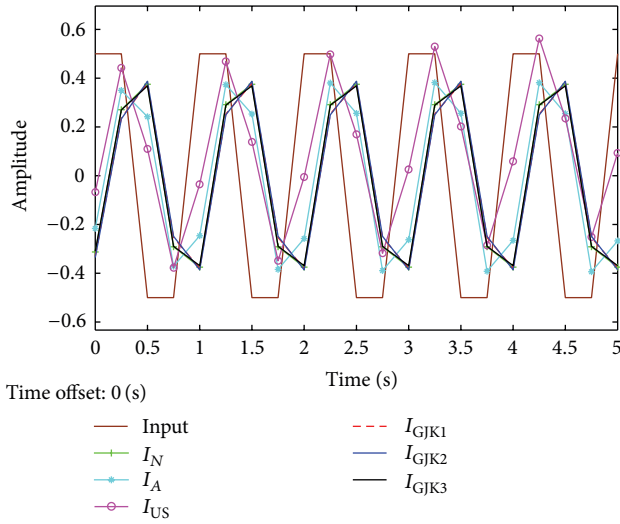 0.6
0.4
0.2
0
−0.2
−0.4
−0.6
Amplitude
0 0.5 1 1.5 2 2.5 3 3.5 4 4.5 5
Time (s)
Time offset: 0 (s)
Input
I_N
I_A
I_US
I_GJK1
I_GJK2
I_GJK3